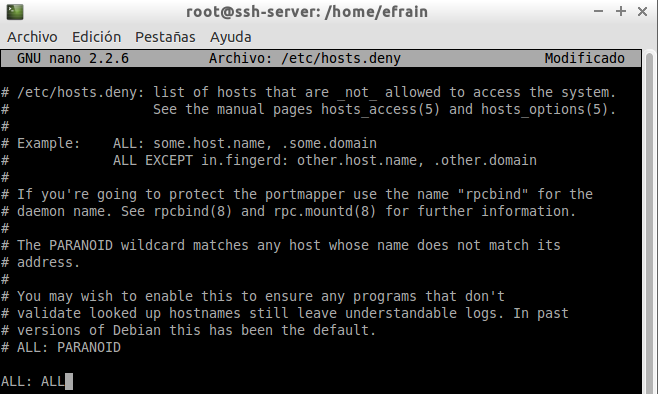 root@ssh-server: /home/efrain
Archivo Edición Pestañas Ayuda
GNU nano 2.2.6 Archivo: /etc/hosts.deny Modificado
# /etc/hosts.deny: list of hosts that are _not_ allowed to access the system.
# See the manual pages hosts_access(5) and hosts_options(5).
#
# Example: ALL: some.host.name, .some.domain
# ALL EXCEPT in.fingerd: other.host.name, .other.domain
#
# If you're going to protect the portmapper use the name "rpcbind" for the
# daemon name. See rpcbind(8) and rpc.mountd(8) for further information.
#
# The PARANOID wildcard matches any host whose name does not match its
# address.
#
# You may wish to enable this to ensure any programs that don't
# validate looked up hostnames still leave understandable logs. In past
# versions of Debian this has been the default.
# ALL: PARANOID
ALL: ALL